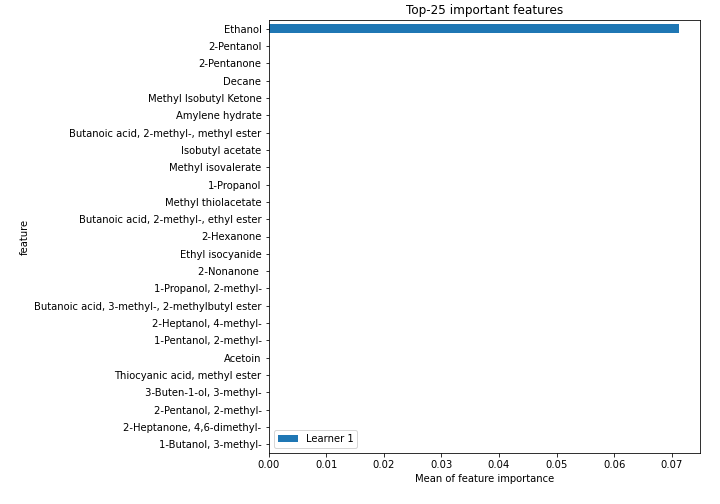 Top-25 important features
Ethanol
2-Pentanol
2-Pentanone
Decane
Methyl Isobutyl Ketone
Amylene hydrate
Butanoic acid, 2-methyl-, methyl ester
Isobutyl acetate
Methyl isovalerate
1-Propanol
Methyl thiolacetate
Butanoic acid, 2-methyl-, ethyl ester
2-Hexanone
Ethyl isocyanide
2-Nonanone
1-Propanol, 2-methyl-
Butanoic acid, 3-methyl-, 2-methylbutyl ester
2-Heptanol, 4-methyl-
1-Pentanol, 2-methyl-
Acetoin
Thiocyanic acid, methyl ester
3-Buten-1-ol, 3-methyl-
2-Pentanol, 2-methyl-
2-Heptanone, 4,6-dimethyl-
1-Butanol, 3-methyl-
feature
Learner 1
0.00 0.01 0.02 0.03 0.04 0.05 0.06 0.07
Mean of feature importance